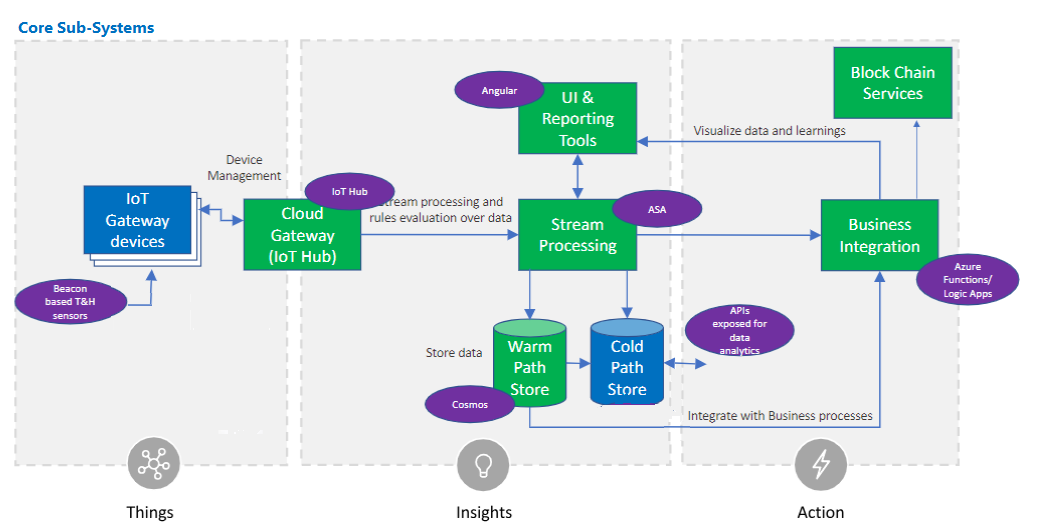 Core Sub-Systems
Block Chain
Services
Angular
UI &
Reporting
Tools
Visualize data and learnings
Device
Management
IoT
Gateway
devices
IoT Hub
Stream processing and
rules evaluation over data
Cloud
Gateway
(IoT Hub)
ASA
Stream
Processing
Business
Integration
Azure
Functions/
Logic Apps
Beacon
based T&H
sensors
APIs
exposed for
data
analytics
Store data
Warm
Path
Store
Cold
Path
Store
Cosmos
Integrate with Business processes
Things
Insights
Action